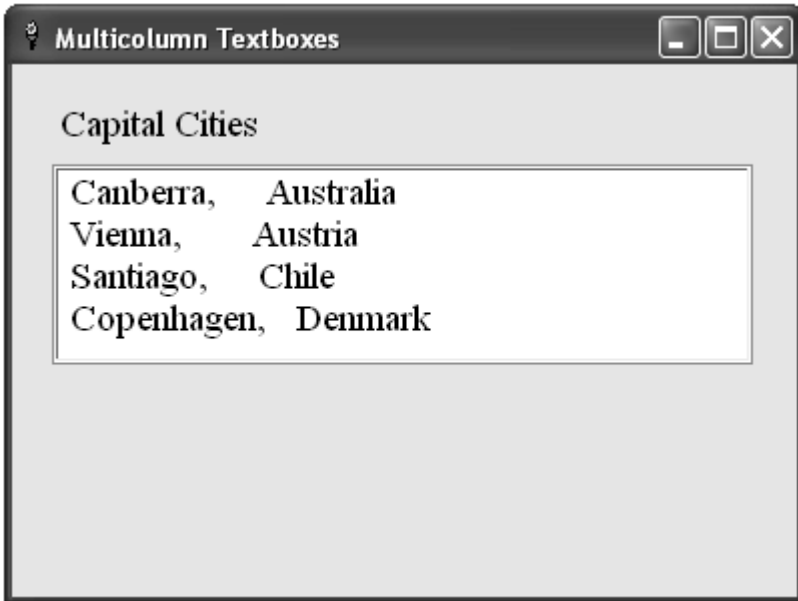 Multicolumn Textboxes
Capital Cities
Canberra, Australia
Vienna, Austria
Santiago, Chile
Copenhagen, Denmark